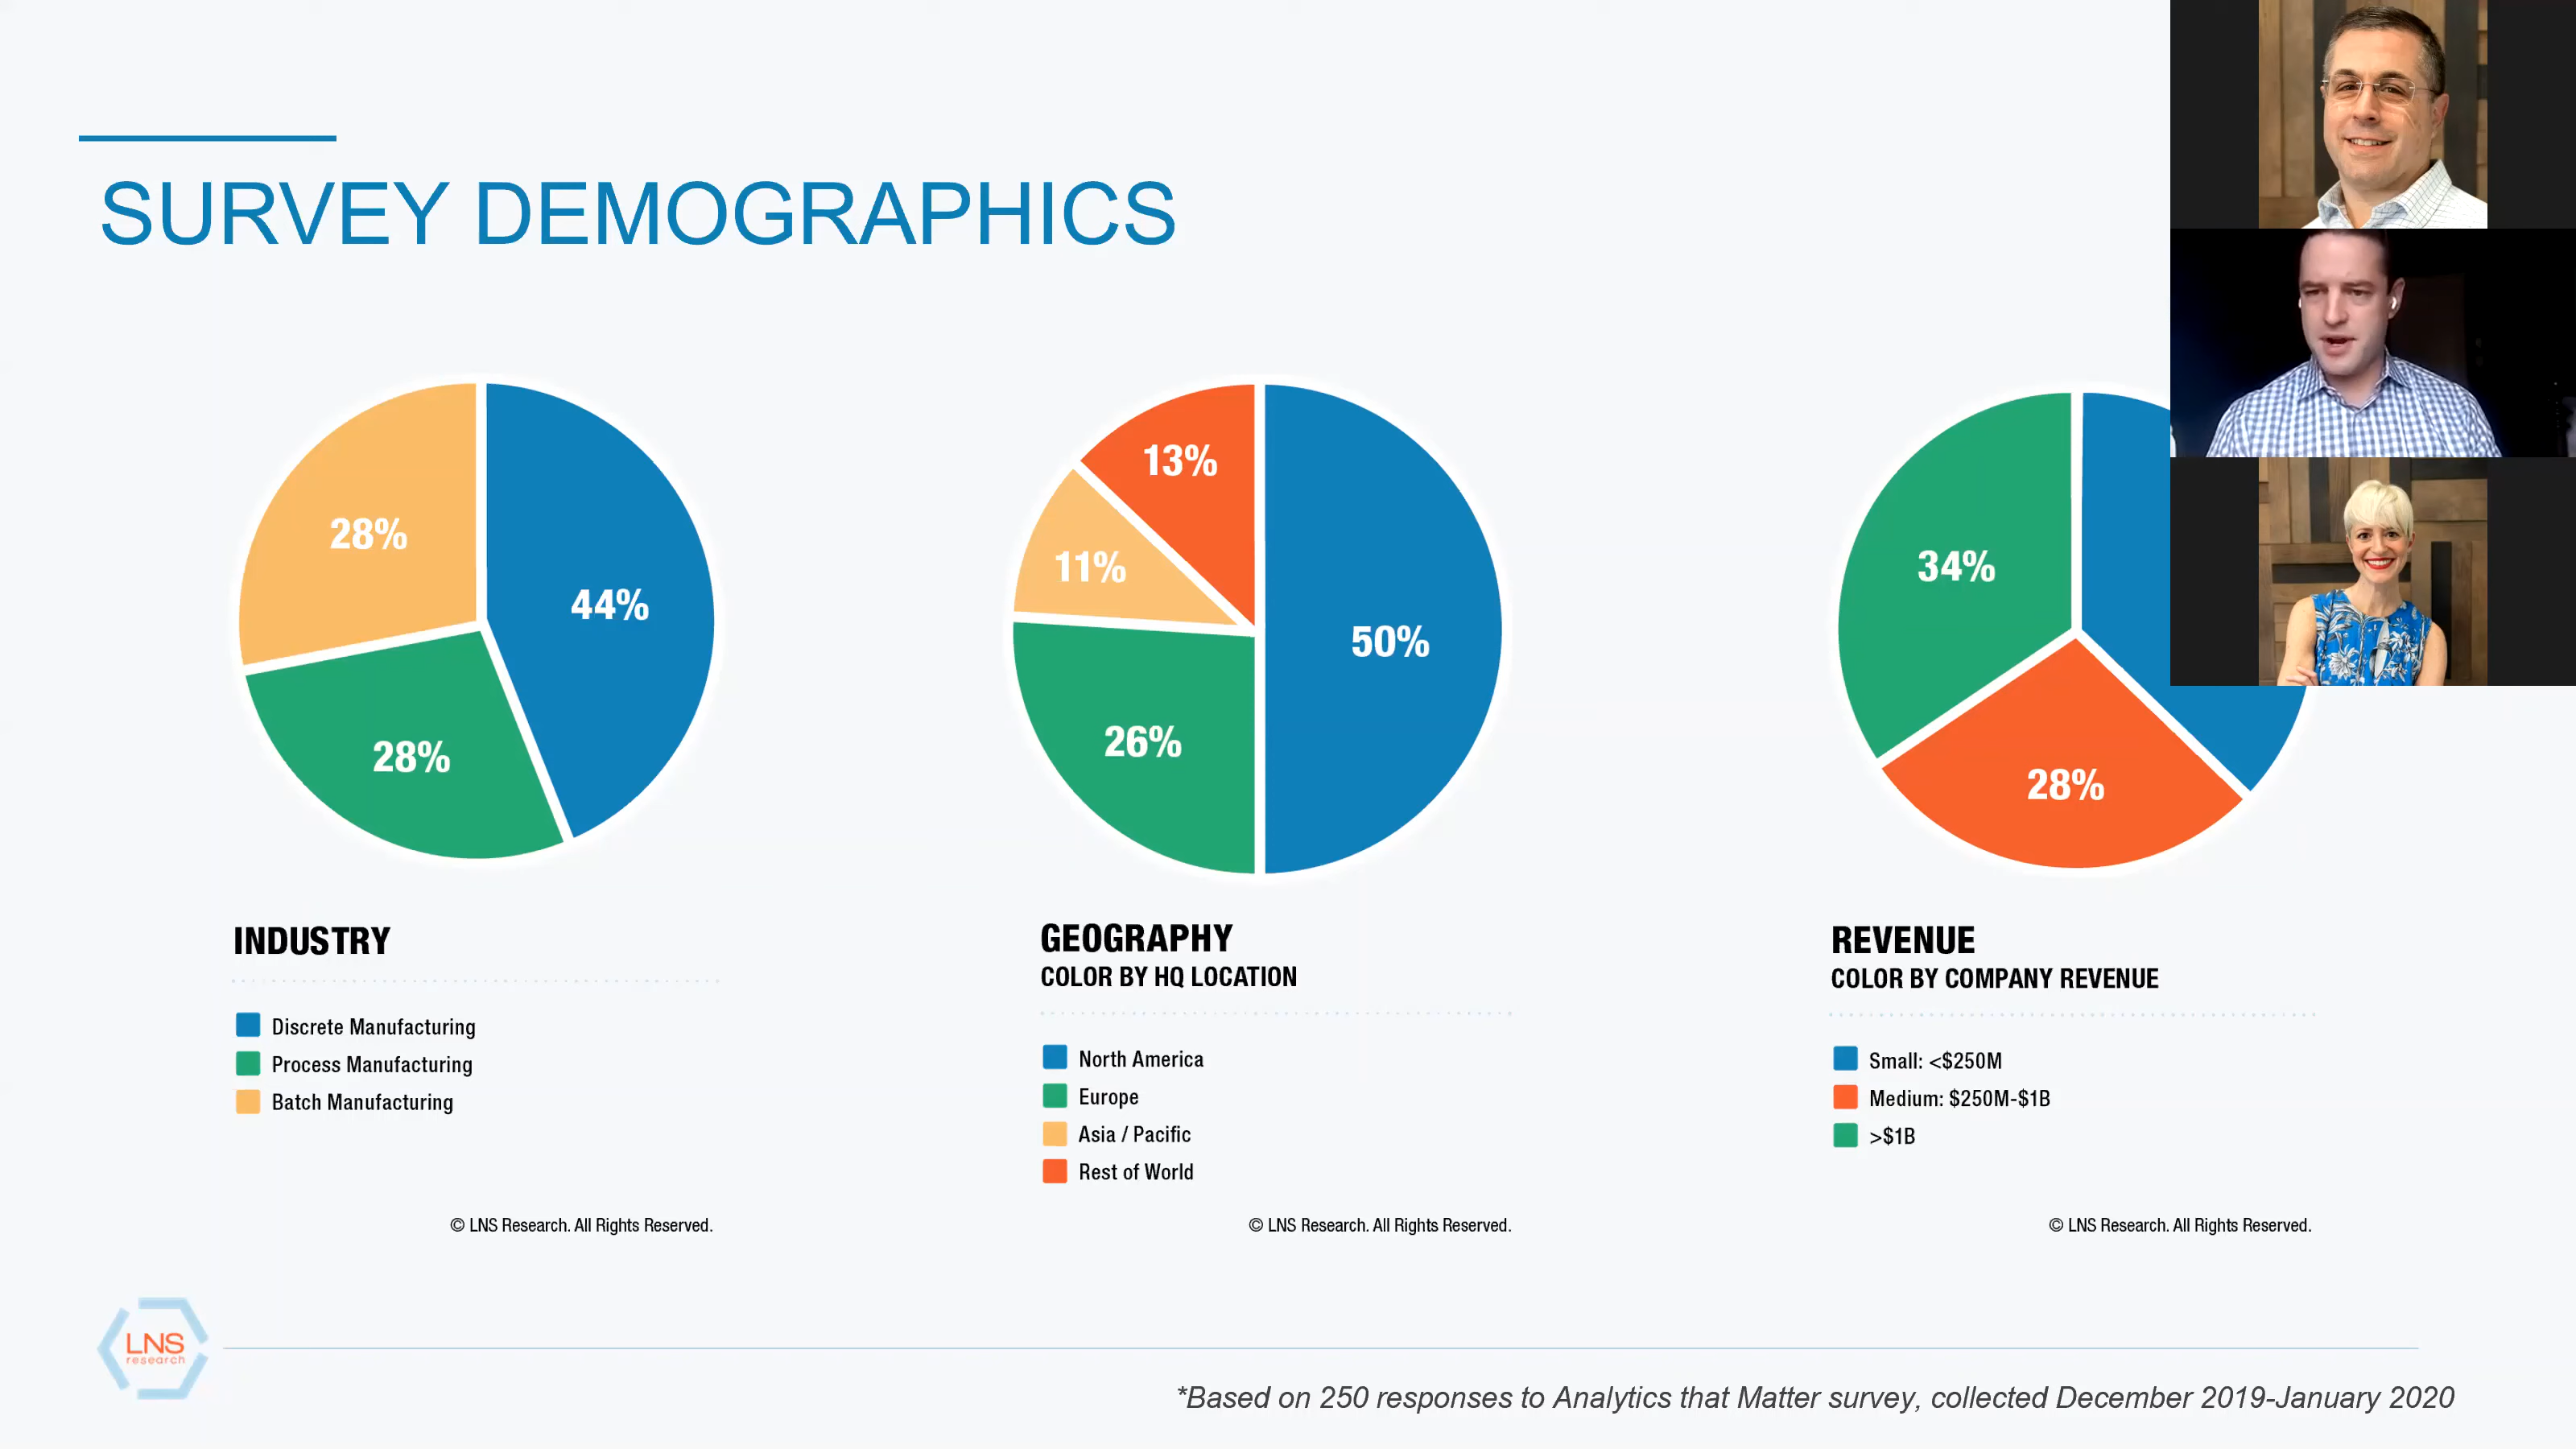 SURVEY DEMOGRAPHICS
28%
44%
28%
13%
11%
50%
26%
34%
28%
INDUSTRY
Discrete Manufacturing
Process Manufacturing
Batch Manufacturing
© LNS Research. All Rights Reserved.
GEOGRAPHY
COLOR BY HQ LOCATION
North America
Europe
Asia / Pacific
Rest of World
© LNS Research. All Rights Reserved.
REVENUE
COLOR BY COMPANY REVENUE
Small: <$250M
Medium: $250M-$1B
>$1B
© LNS Research. All Rights Reserved.
LNS
research
*Based on 250 responses to Analytics that Matter survey, collected December 2019-January 2020